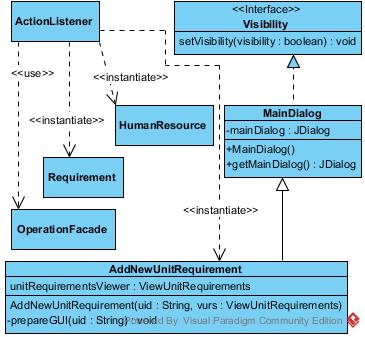 ActionListener
<<Interface>>
Visibility
setVisibility(visibility : boolean) : void
<<use>>
<<instantiate>>
<<instantiate>>
HumanResource
MainDialog
-mainDialog : JDialog
+MainDialog()
+getMainDialog() : JDialog
Requirement
<<instantiate>>
OperationFacade
AddNewUnitRequirement
unitRequirementsViewer : ViewUnitRequirements
AddNewUnitRequirement(uid : String, vurs : ViewUnitRequirements)
-prepareGUI(uid : String) : void
Powered By Visual Paradigm Community Edition